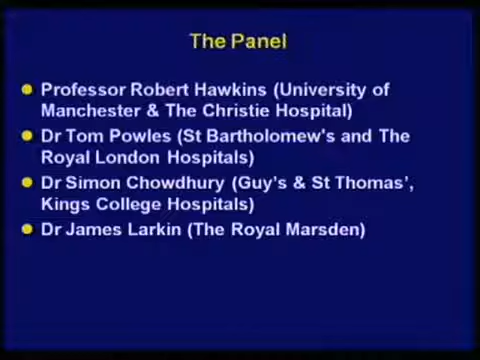 The Panel
Professor Robert Hawkins (University of
Manchester & The Christie Hospital)
Dr Tom Powles (St Bartholomew's and The
Royal London Hospitals)
Dr Simon Chowdhury (Guy's & St Thomas',
Kings College Hospitals)
Dr James Larkin (The Royal Marsden)